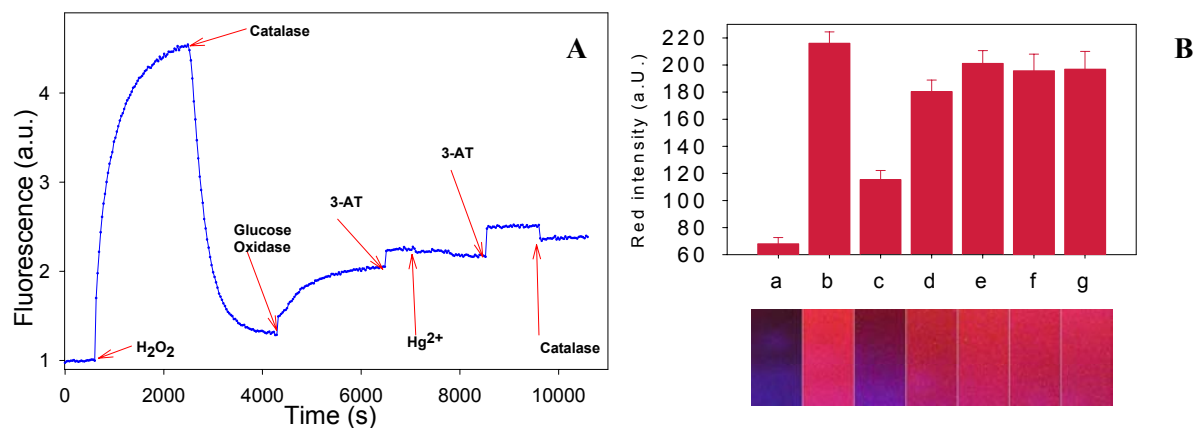 A
Catalase
3-AT
3-AT
Glucose
Oxidase
H2O2
Hg2+
Catalase
Fluorescence (a.u.)
4
3
2
1
0 2000 4000 6000 8000 10000
Time (s)
B
Red intensity (a.U.)
220
200
180
160
140
120
100
80
60
a b c d e f g